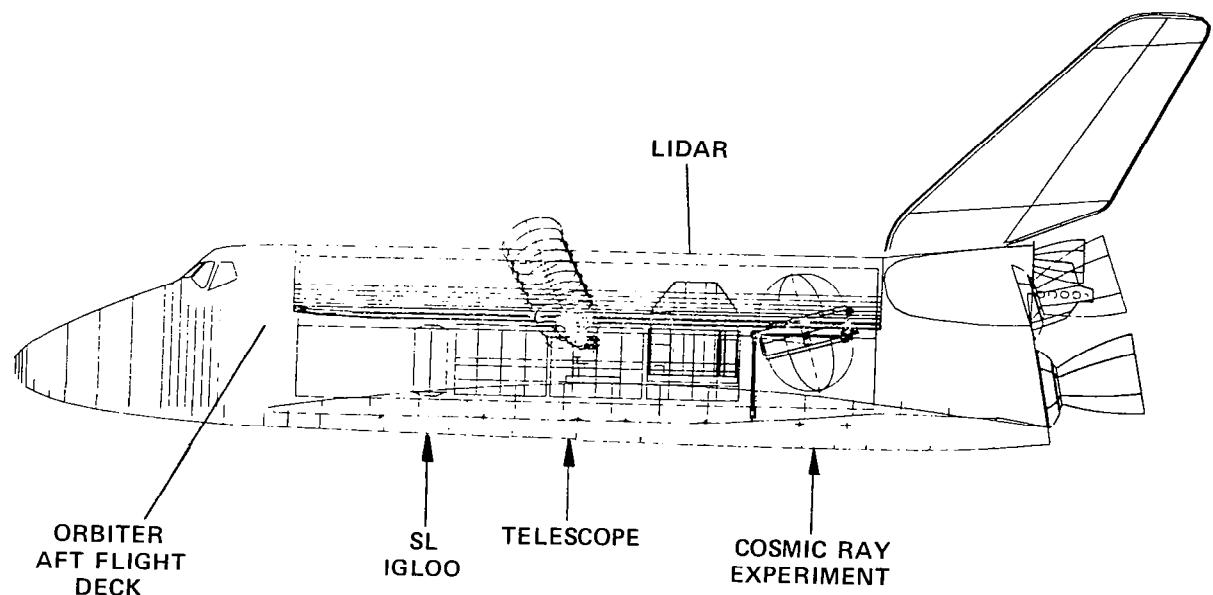 LIDAR
ORBITER
AFT FLIGHT
DECK
SL
IGLOO
TELESCOPE
COSMIC RAY
EXPERIMENT